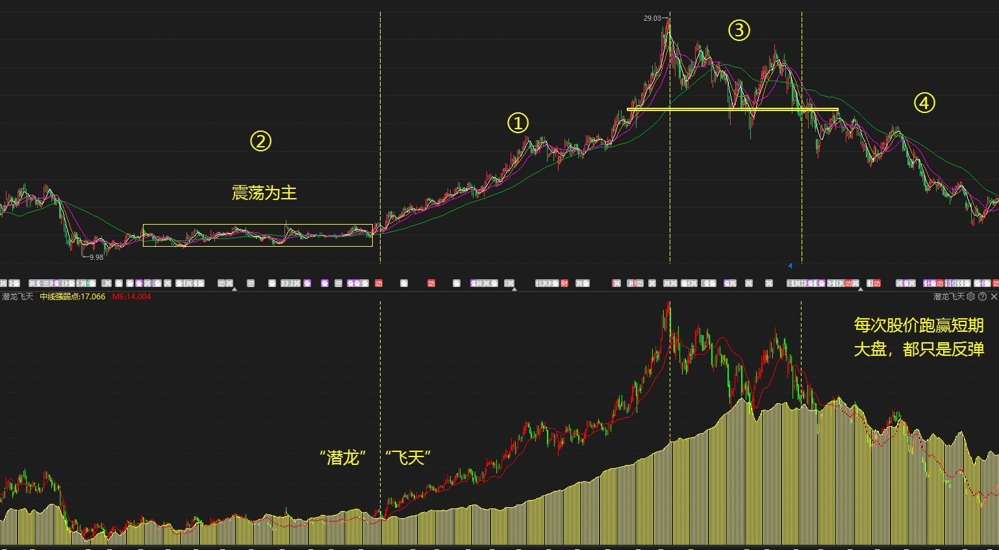 29.03
③
④
①
②
震荡为主
9.98
潜龙飞天 中线强弱点:17.066 ME:14.004
潜龙飞天
每次股价跑赢短期
大盘，都只是反弹
“潜龙” “飞天”